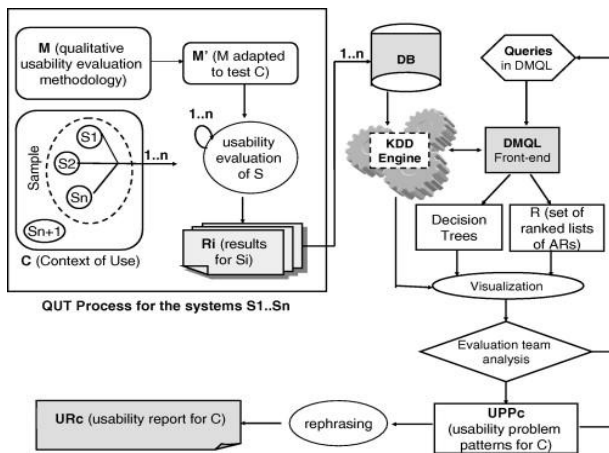 M (qualitative
usability evaluation
methodology)
M' (M adapted
to test C)
1..n
DB
Queries
in DMQL
Sample
S1
S2
Sn
Sn+1
C (Context of Use)
1..n
1..n
usability
evaluation
of S
KDD
Engine
DMQL
Front-end
Ri (results
for Si)
Decision
Trees
R (set of
ranked lists
of ARs)
QUT Process for the systems S1..Sn
Visualization
Evaluation team
analysis
URc (usability report for C)
rephrasing
UPPc
(usability problem
patterns for C)